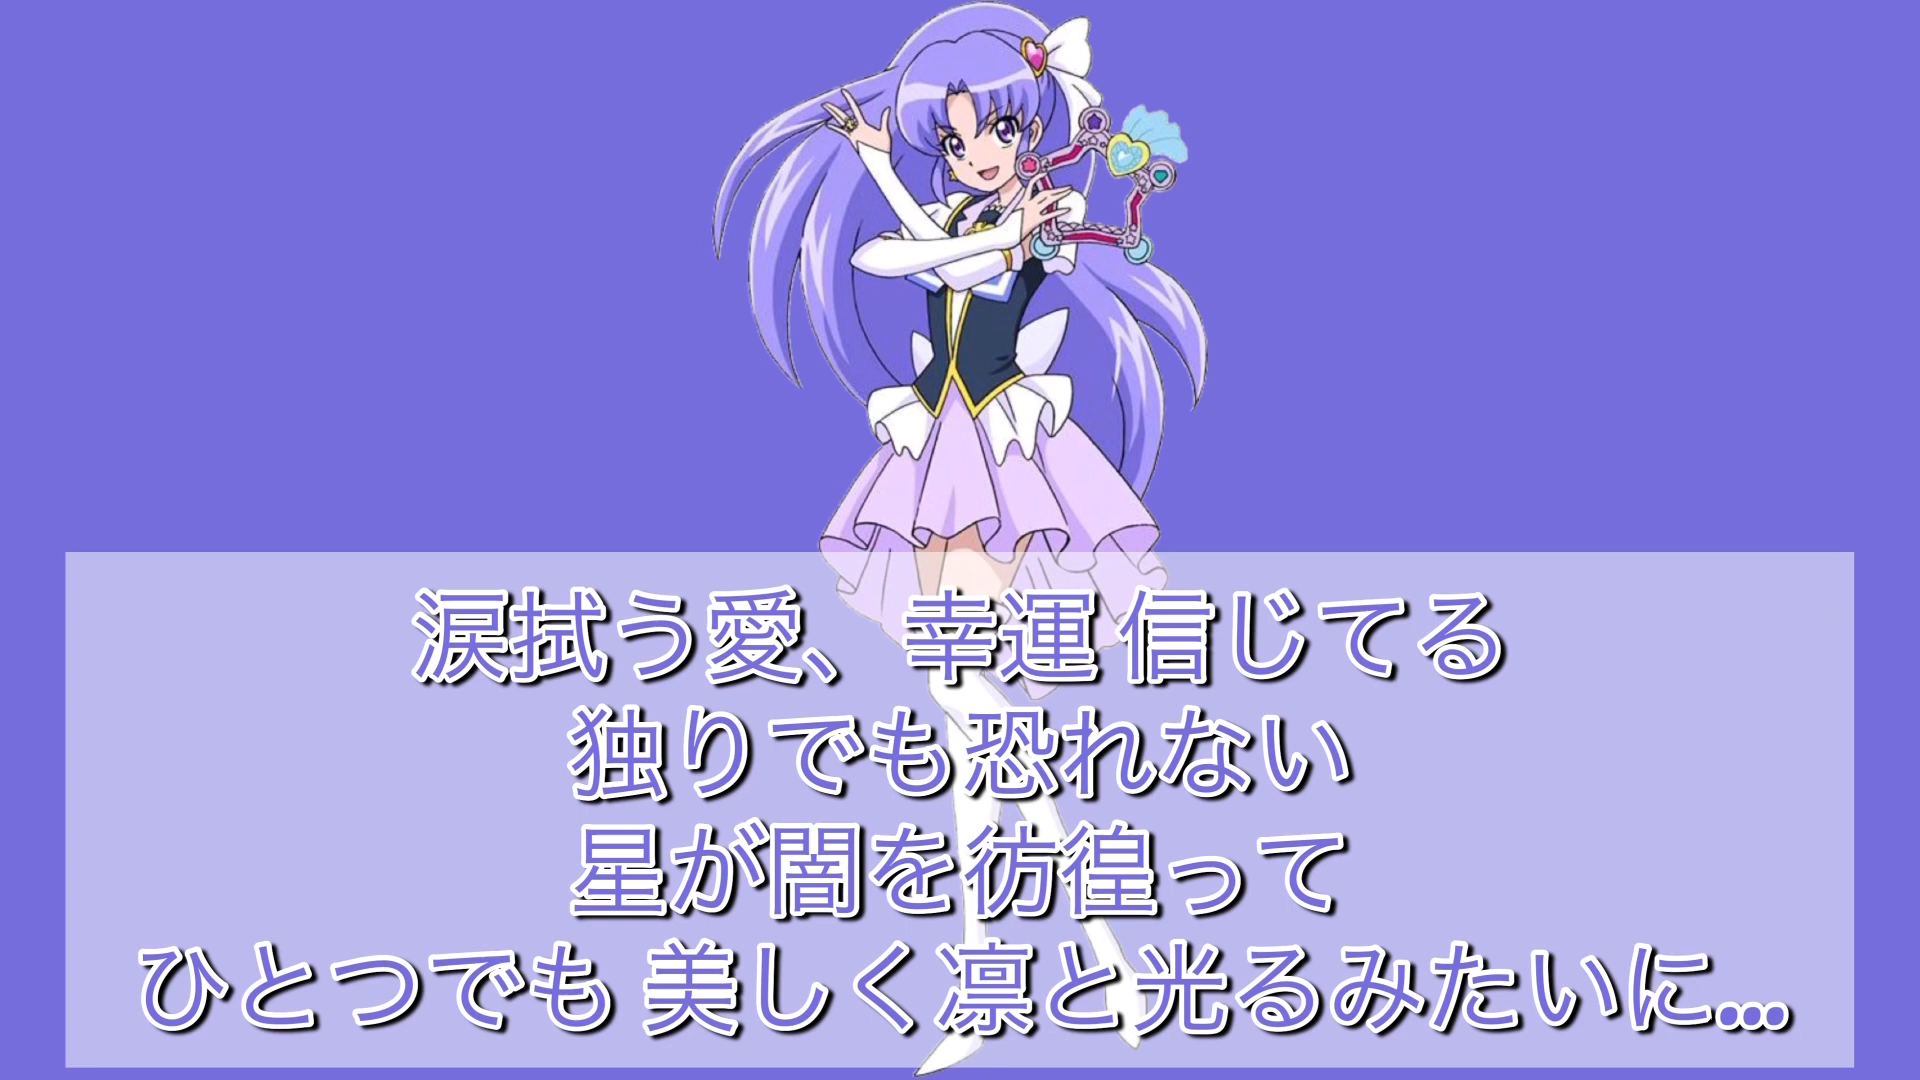 涙拭う愛、幸運 信じてる
独りでも恐れない
星が闇を彷徨って
ひとつでも 美しく凛と光るみたいに...